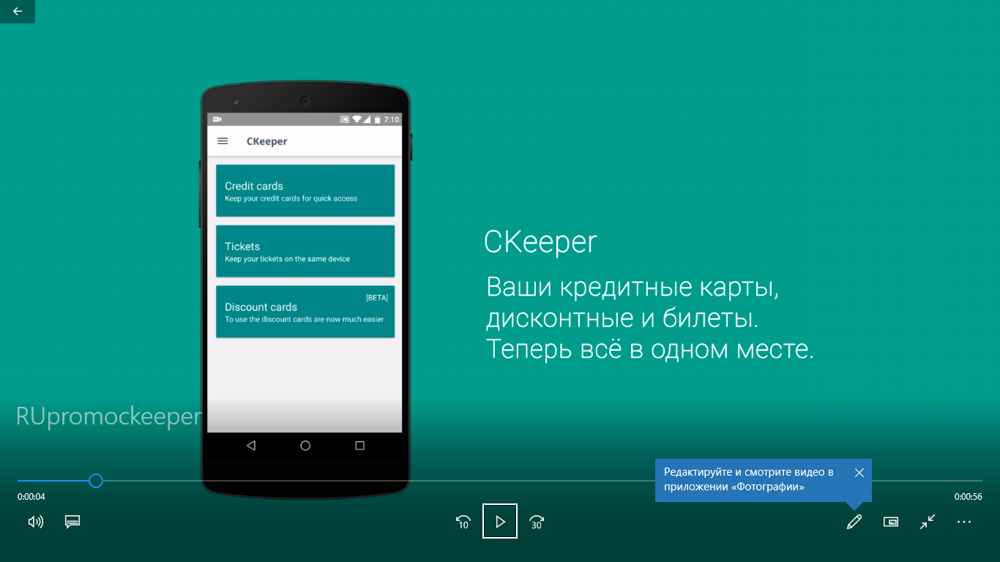 7:10
CKeeper
Credit cards
Keep your credit cards for quick access
Tickets
Keep your tickets on the same device
[BETA]
Discount cards
To use the discount cards are now much easier
CKeeper
Ваши кредитные карты,
дисконтные и билеты.
Теперь всё в одном месте.
RUpromockeeper
Редактируйте и смотрите видео в
приложении «Фотографии»
0:00:04
0:00:56
10
30